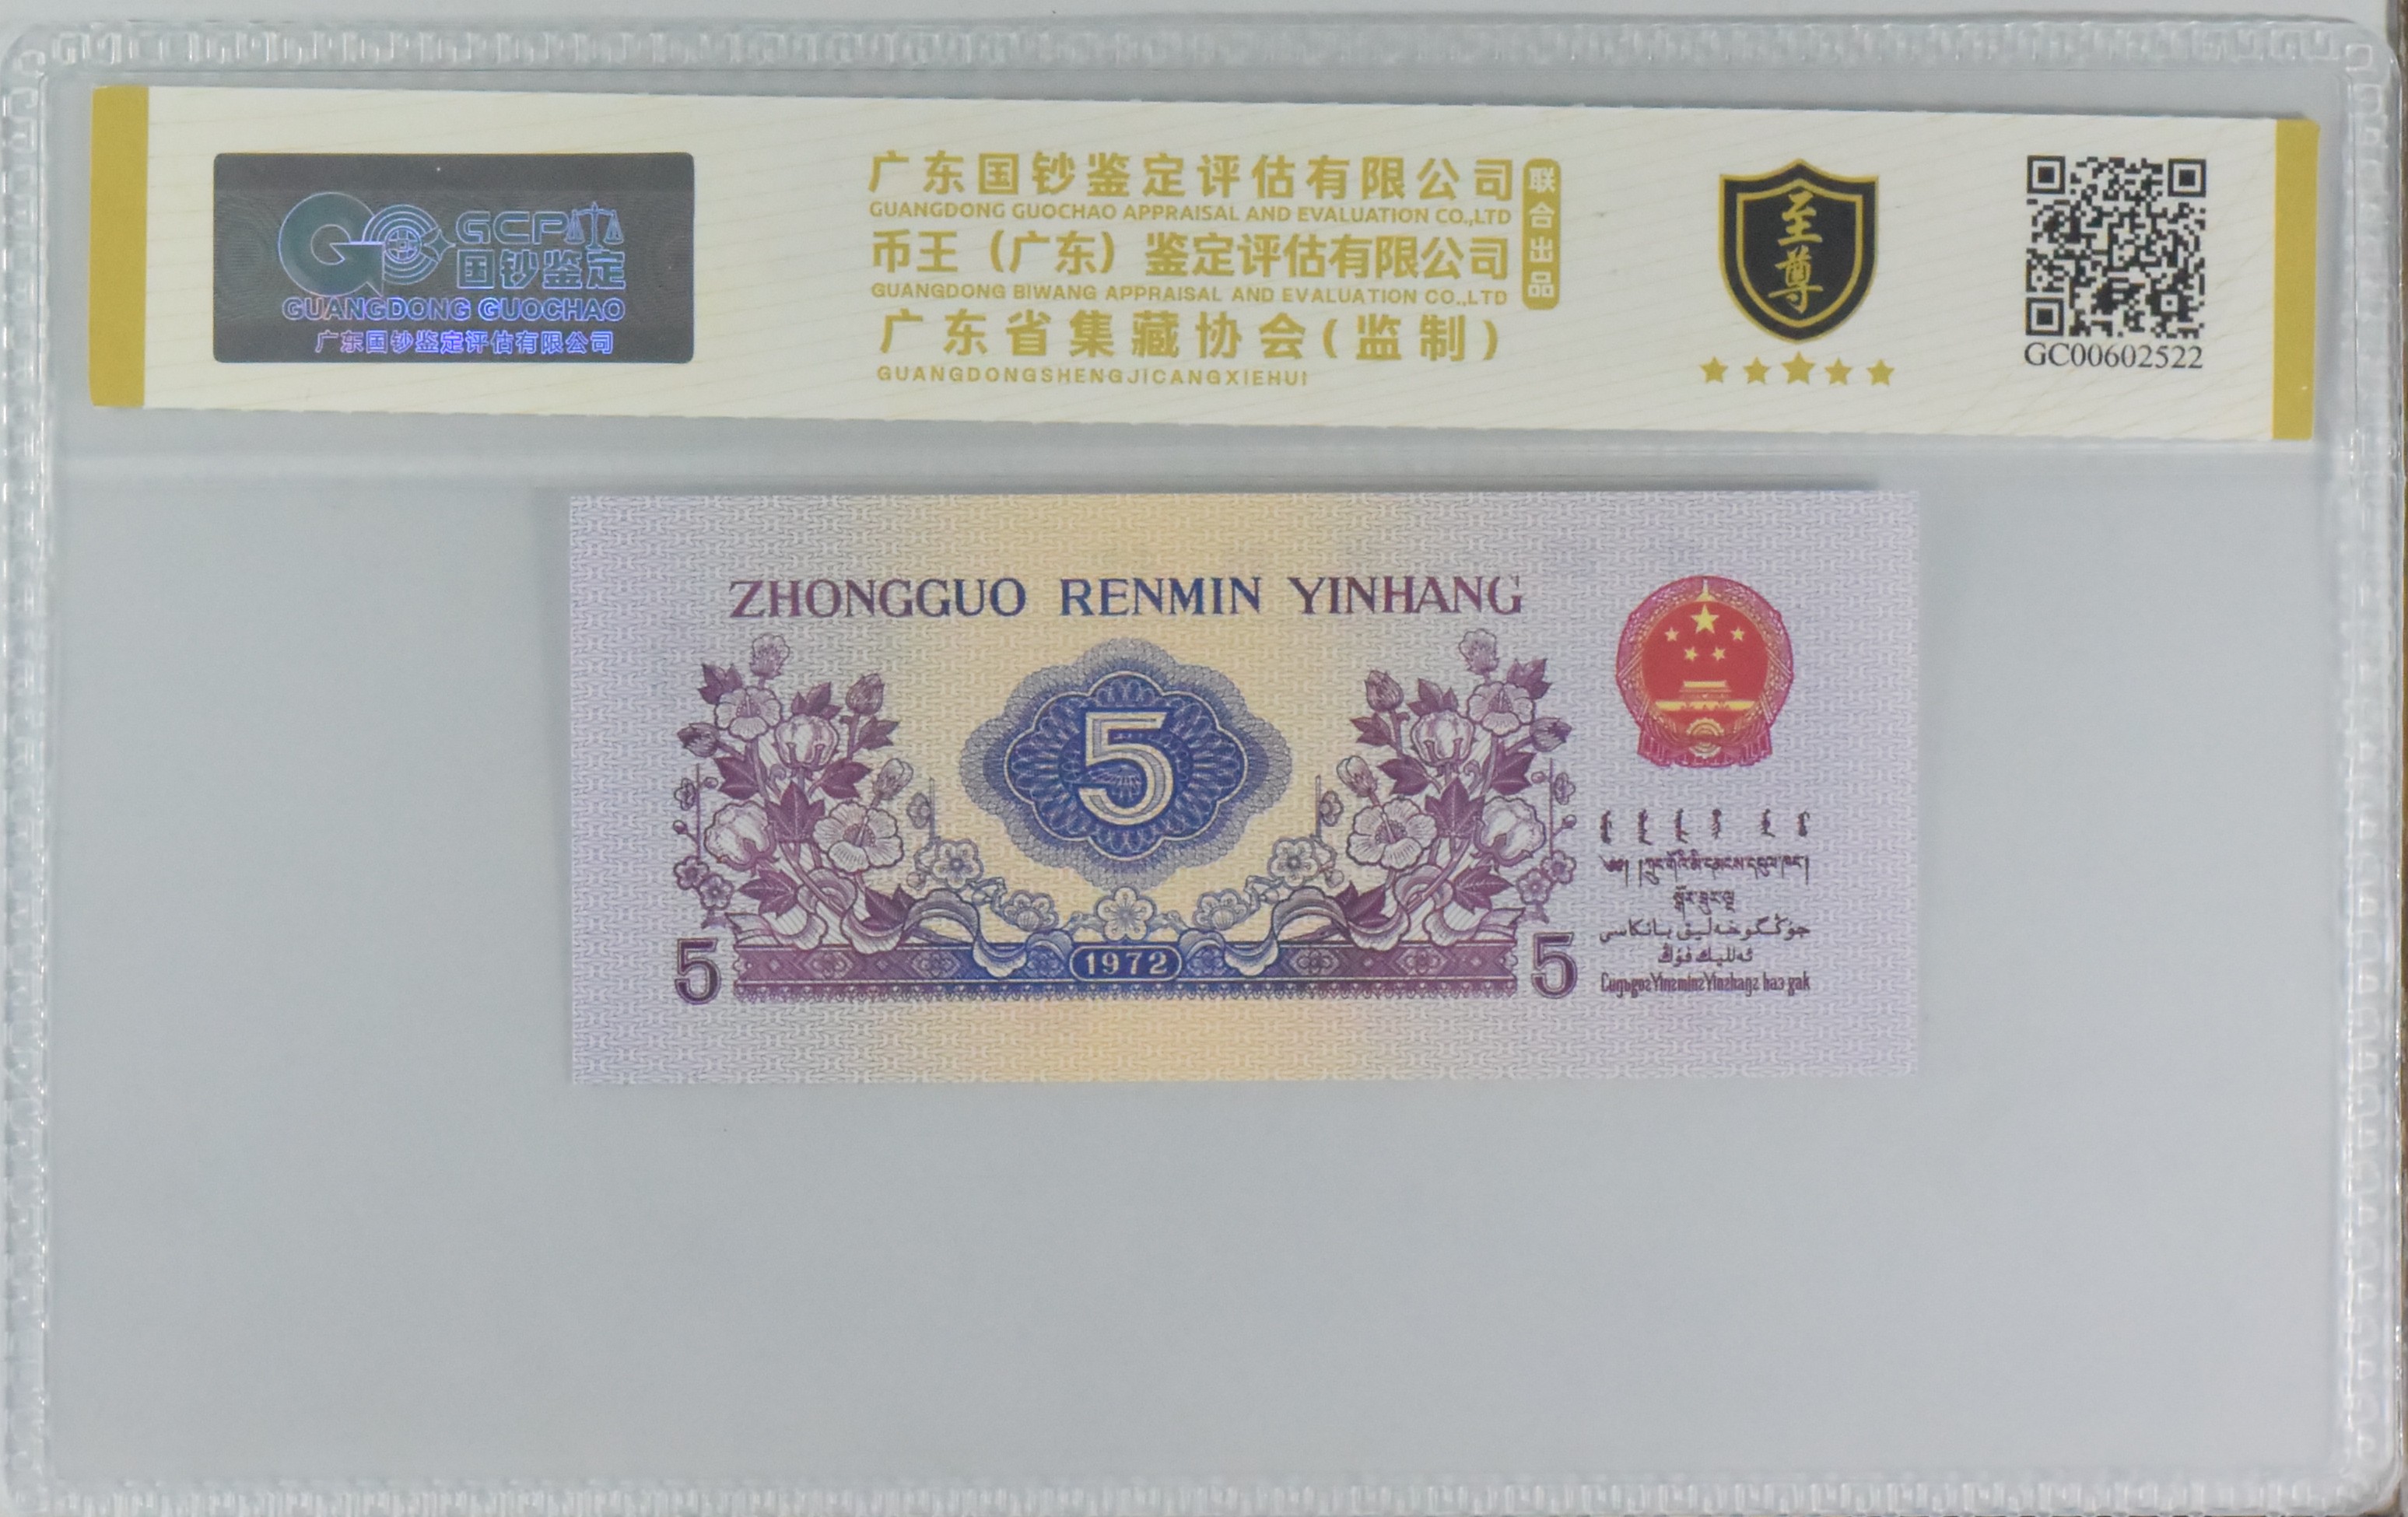 GCP
国钞鉴定
GUANGDONG GUOCHAO
广东国钞鉴定评估有限公司
广东国钞鉴定评估有限公司
GUANGDONG GUOCHAO APPRAISAL AND EVALUATION CO.,LTD
币王（广东）鉴定评估有限公司
GUANGDONG BIWANG APPRAISAL AND EVALUATION CO.,LTD
联合出品
广东省集藏协会(监制)
GUANGDONGSHENGJICANGXIEHUI
至尊
GC00602522
ZHONGGUO RENMIN YINHANG
5
5
1972
5
جۇڭگوخەلىق بانكاسى
ئەللىك فۇڭ